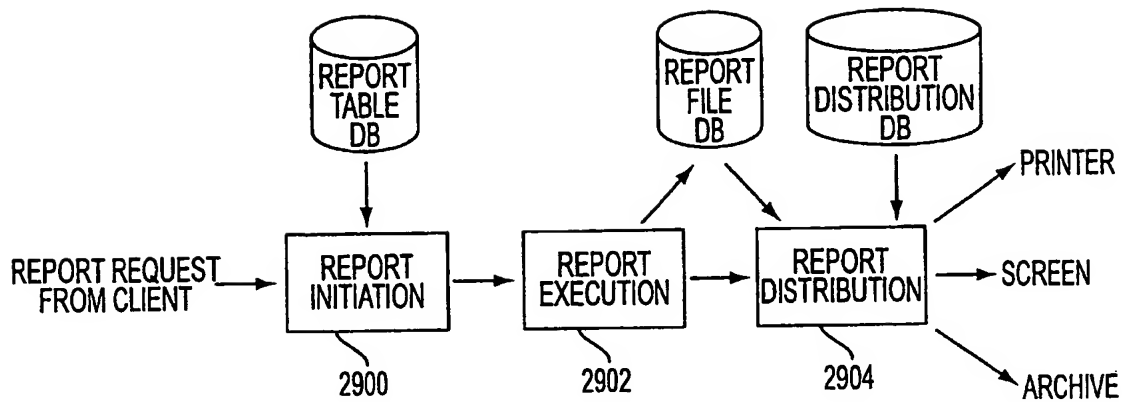 REPORT
TABLE
DB
REPORT
FILE
DB
REPORT
DISTRIBUTION
DB
REPORT REQUEST
FROM CLIENT
REPORT
INITIATION
REPORT
EXECUTION
REPORT
DISTRIBUTION
PRINTER
SCREEN
ARCHIVE
2900
2902
2904